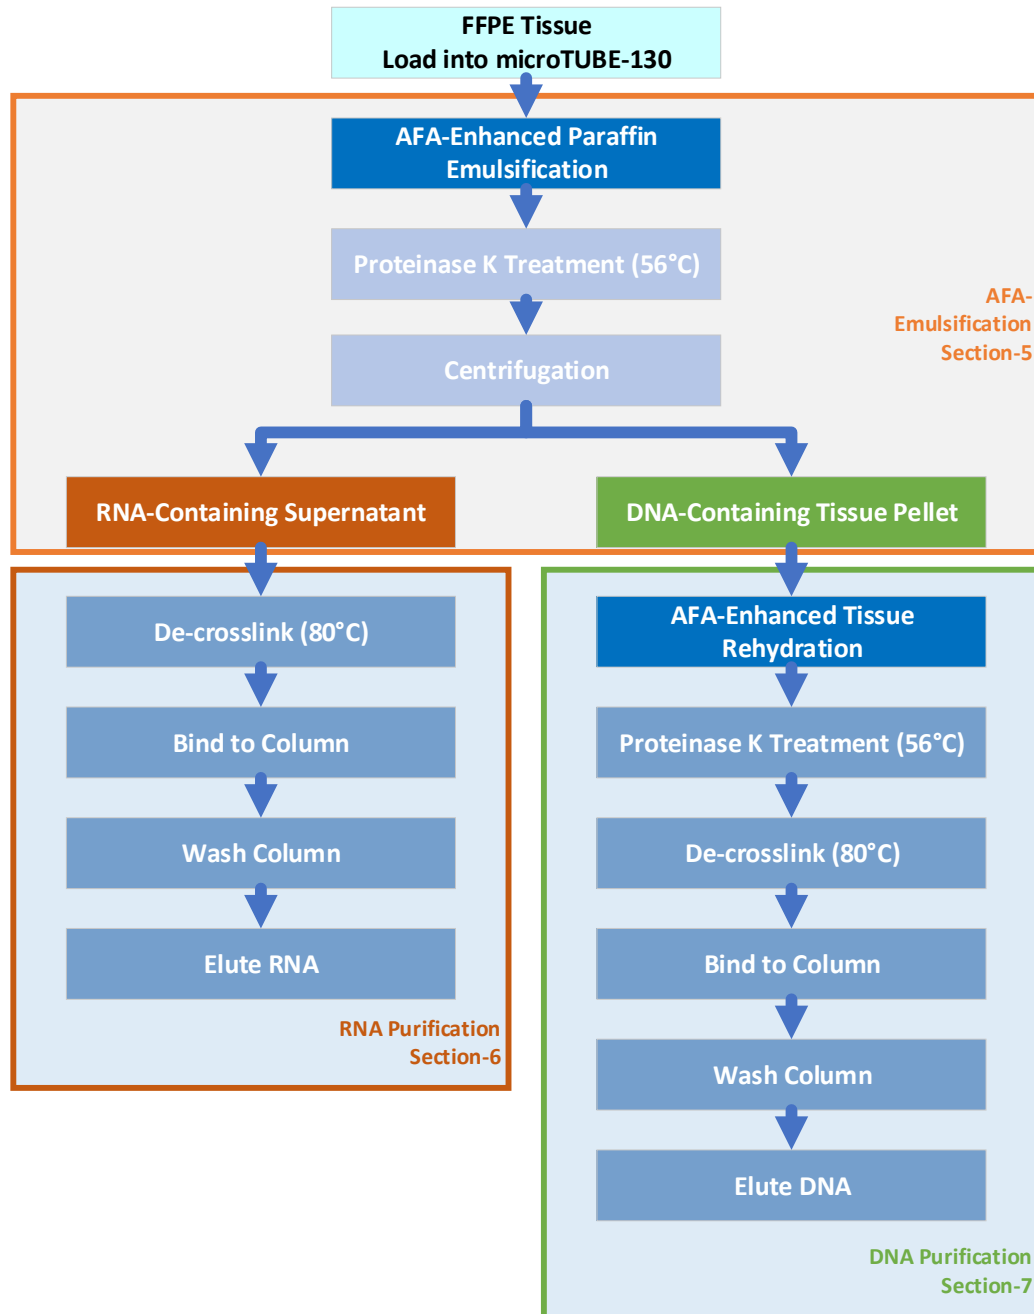 FFPE Tissue
Load into microTUBE-130
AFA-Enhanced Paraffin
Emulsification
Proteinase K Treatment (56°C)
Centrifugation
AFA-
Emulsification
Section-5
RNA-Containing Supernatant
DNA-Containing Tissue Pellet
De-crosslink (80°C)
Bind to Column
Wash Column
Elute RNA
RNA Purification
Section-6
AFA-Enhanced Tissue
Rehydration
Proteinase K Treatment (56°C)
De-crosslink (80°C)
Bind to Column
Wash Column
Elute DNA
DNA Purification
Section-7